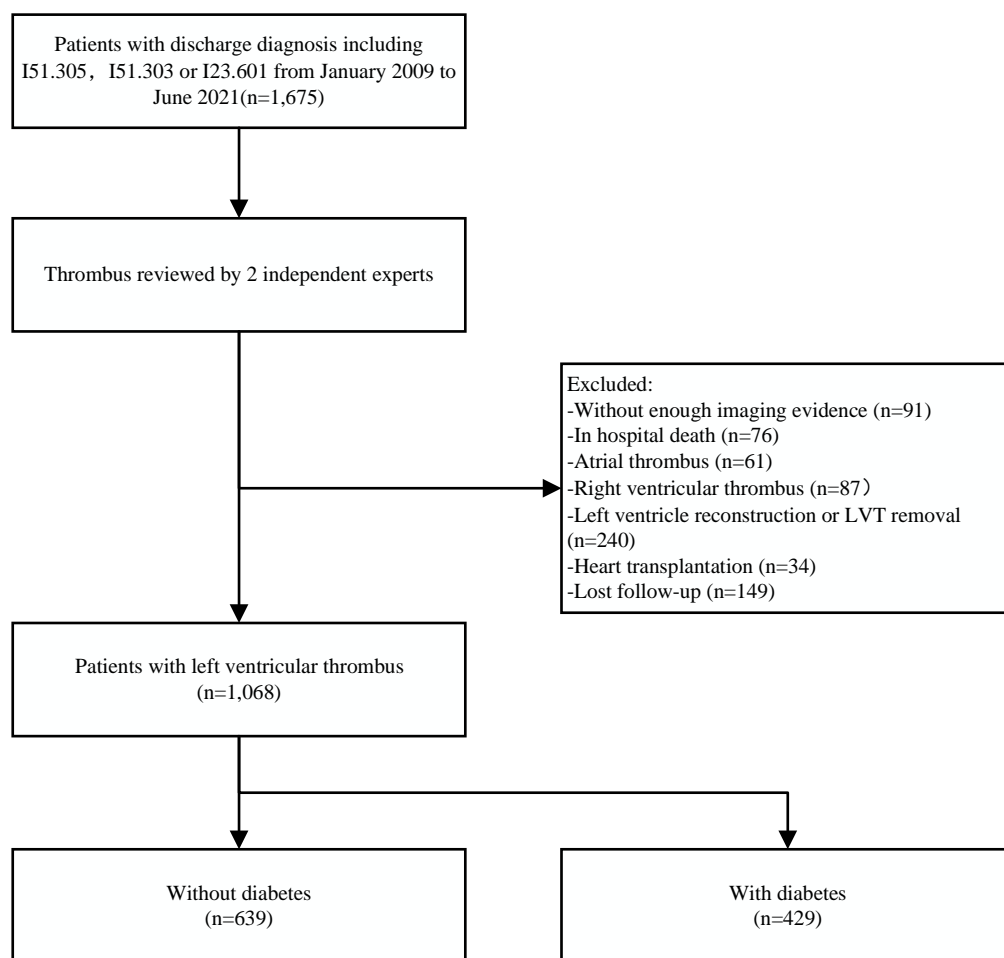 Patients with discharge diagnosis including
I51.305，I51.303 or I23.601 from January 2009 to
June 2021(n=1,675)
Thrombus reviewed by 2 independent experts
Excluded:
-Without enough imaging evidence (n=91)
-In hospital death (n=76)
-Atrial thrombus (n=61)
-Right ventricular thrombus (n=87）
-Left ventricle reconstruction or LVT removal
(n=240)
-Heart transplantation (n=34)
-Lost follow-up (n=149)
Patients with left ventricular thrombus
(n=1,068)
Without diabetes
(n=639)
With diabetes
(n=429)